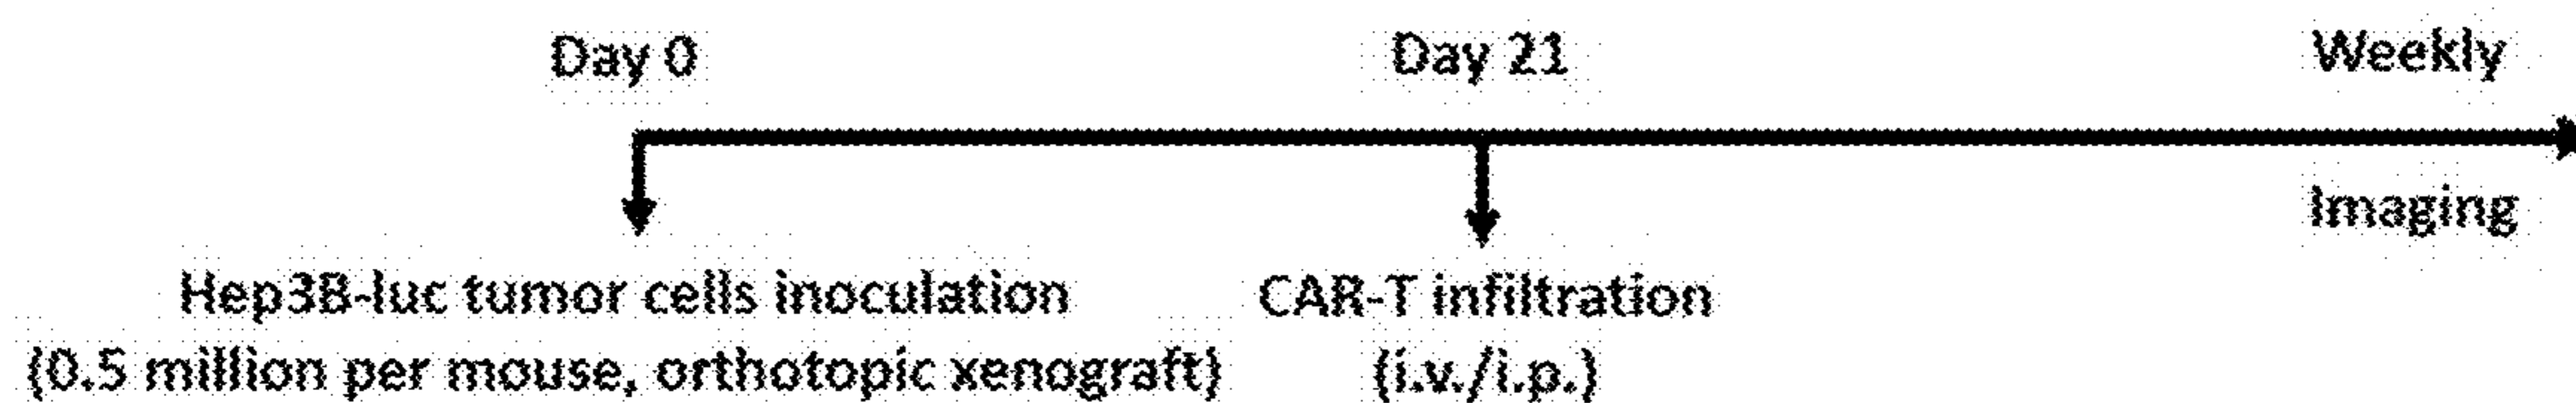 Day 0
Day 21
Weekly
Imaging
Hep3B-luc tumor cells inoculation
(0.5 million per mouse, orthotopic xenograft)
CAR-T infiltration
(i.v./i.p.)